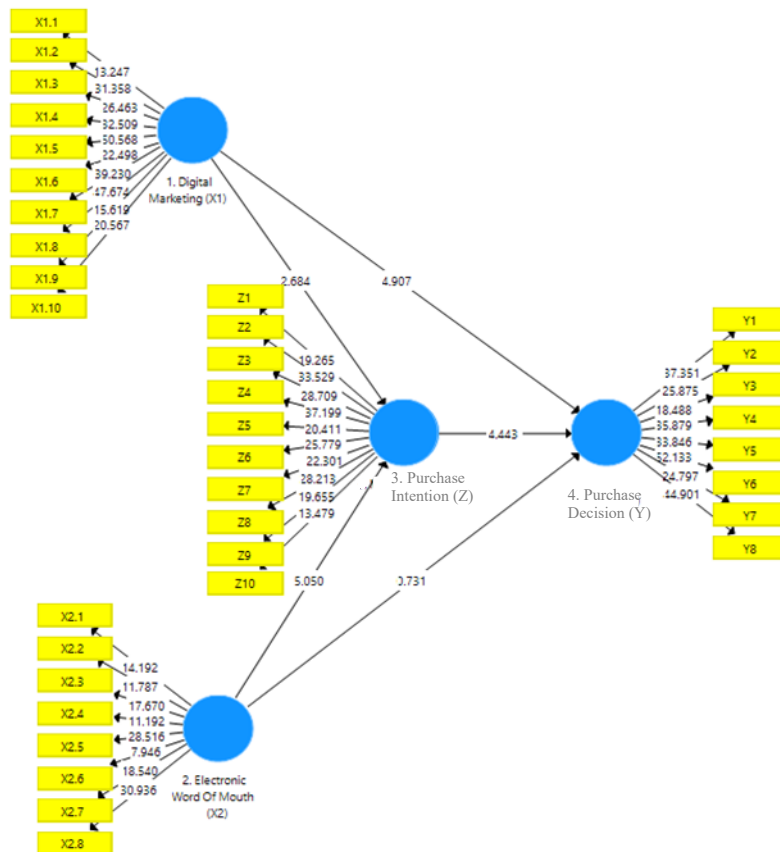 X1.1
X1.2
X1.3
X1.4
X1.5
X1.6
X1.7
X1.8
X1.9
X1.10
13.247
31.358
26.463
32.509
50.568
22.498
39.230
47.674
15.619
20.567
1. Digital
Marketing (X1)
2.684
4.907
Z1
Z2
Z3
Z4
Z5
Z6
Z7
Z8
Z9
Z10
19.265
33.529
28.709
37.199
20.411
25.779
22.301
28.213
19.655
13.479
3. Purchase
Intention (Z)
4.443
4. Purchase
Decision (Y)
37.351
25.875
18.488
35.879
33.846
52.133
24.797
44.901
Y1
Y2
Y3
Y4
Y5
Y6
Y7
Y8
5.050
0.731
X2.1
X2.2
X2.3
X2.4
X2.5
X2.6
X2.7
X2.8
14.192
11.787
17.670
11.192
28.516
7.946
18.540
30.936
2. Electronic
Word Of Mouth
(X2)